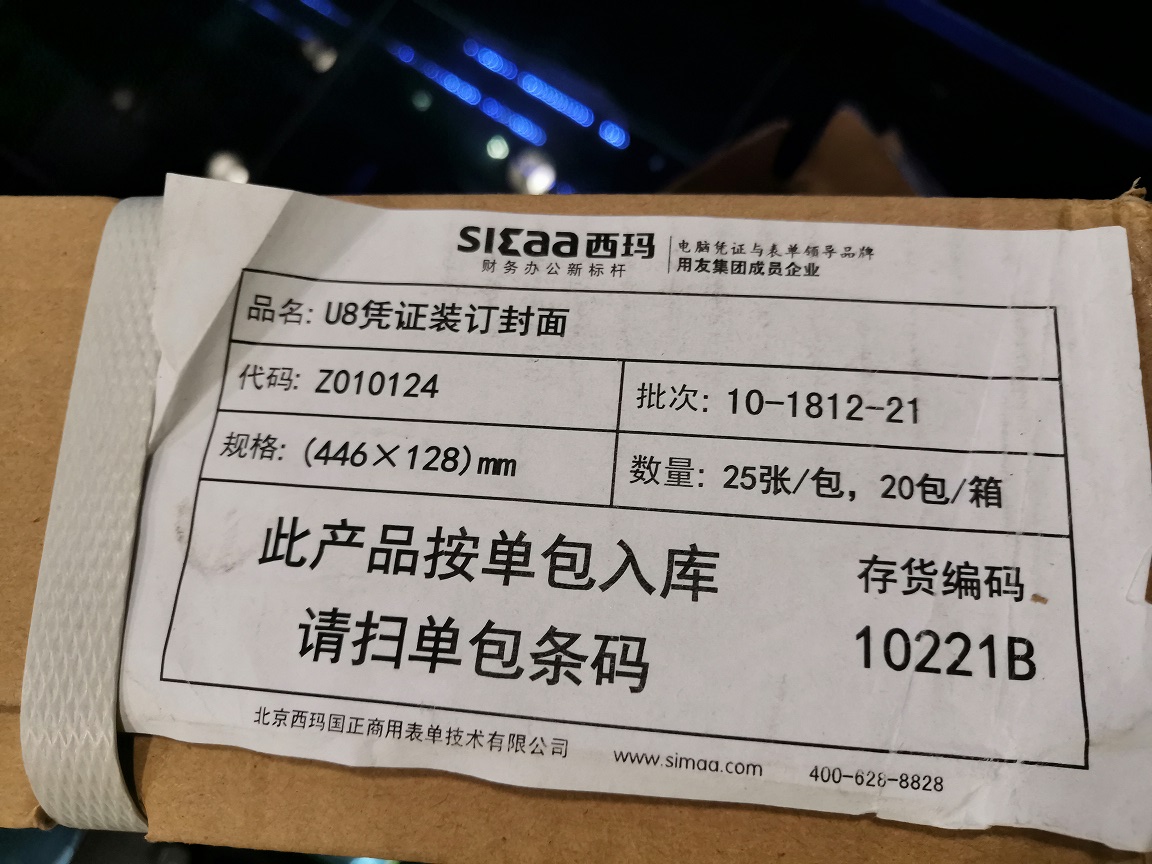 SIMAA西玛
财务办公新标杆
电脑凭证与表单领导品牌
用友集团成员企业
品名: U8凭证装订封面
代码: Z010124
批次: 10-1812-21
规格: (446×128)mm
数量: 25张/包, 20包/箱
此产品按单包入库
请扫单包条码
存货编码
10221B
北京西玛国正商用表单技术有限公司 www.simaa.com 400-628-8828